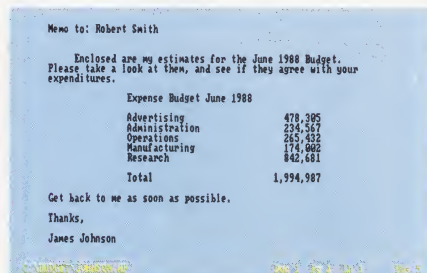 Memo to: Robert Smith
Enclosed are my estimates for the June 1988 Budget.
Please take a look at them, and see if they agree with your
expenditures.
Expense Budget June 1988
Advertising 478,305
Administration 234,567
Operations 265,432
Manufacturing 174,002
Research 842,681
Total 1,994,987
Get back to me as soon as possible.
Thanks,
James Johnson